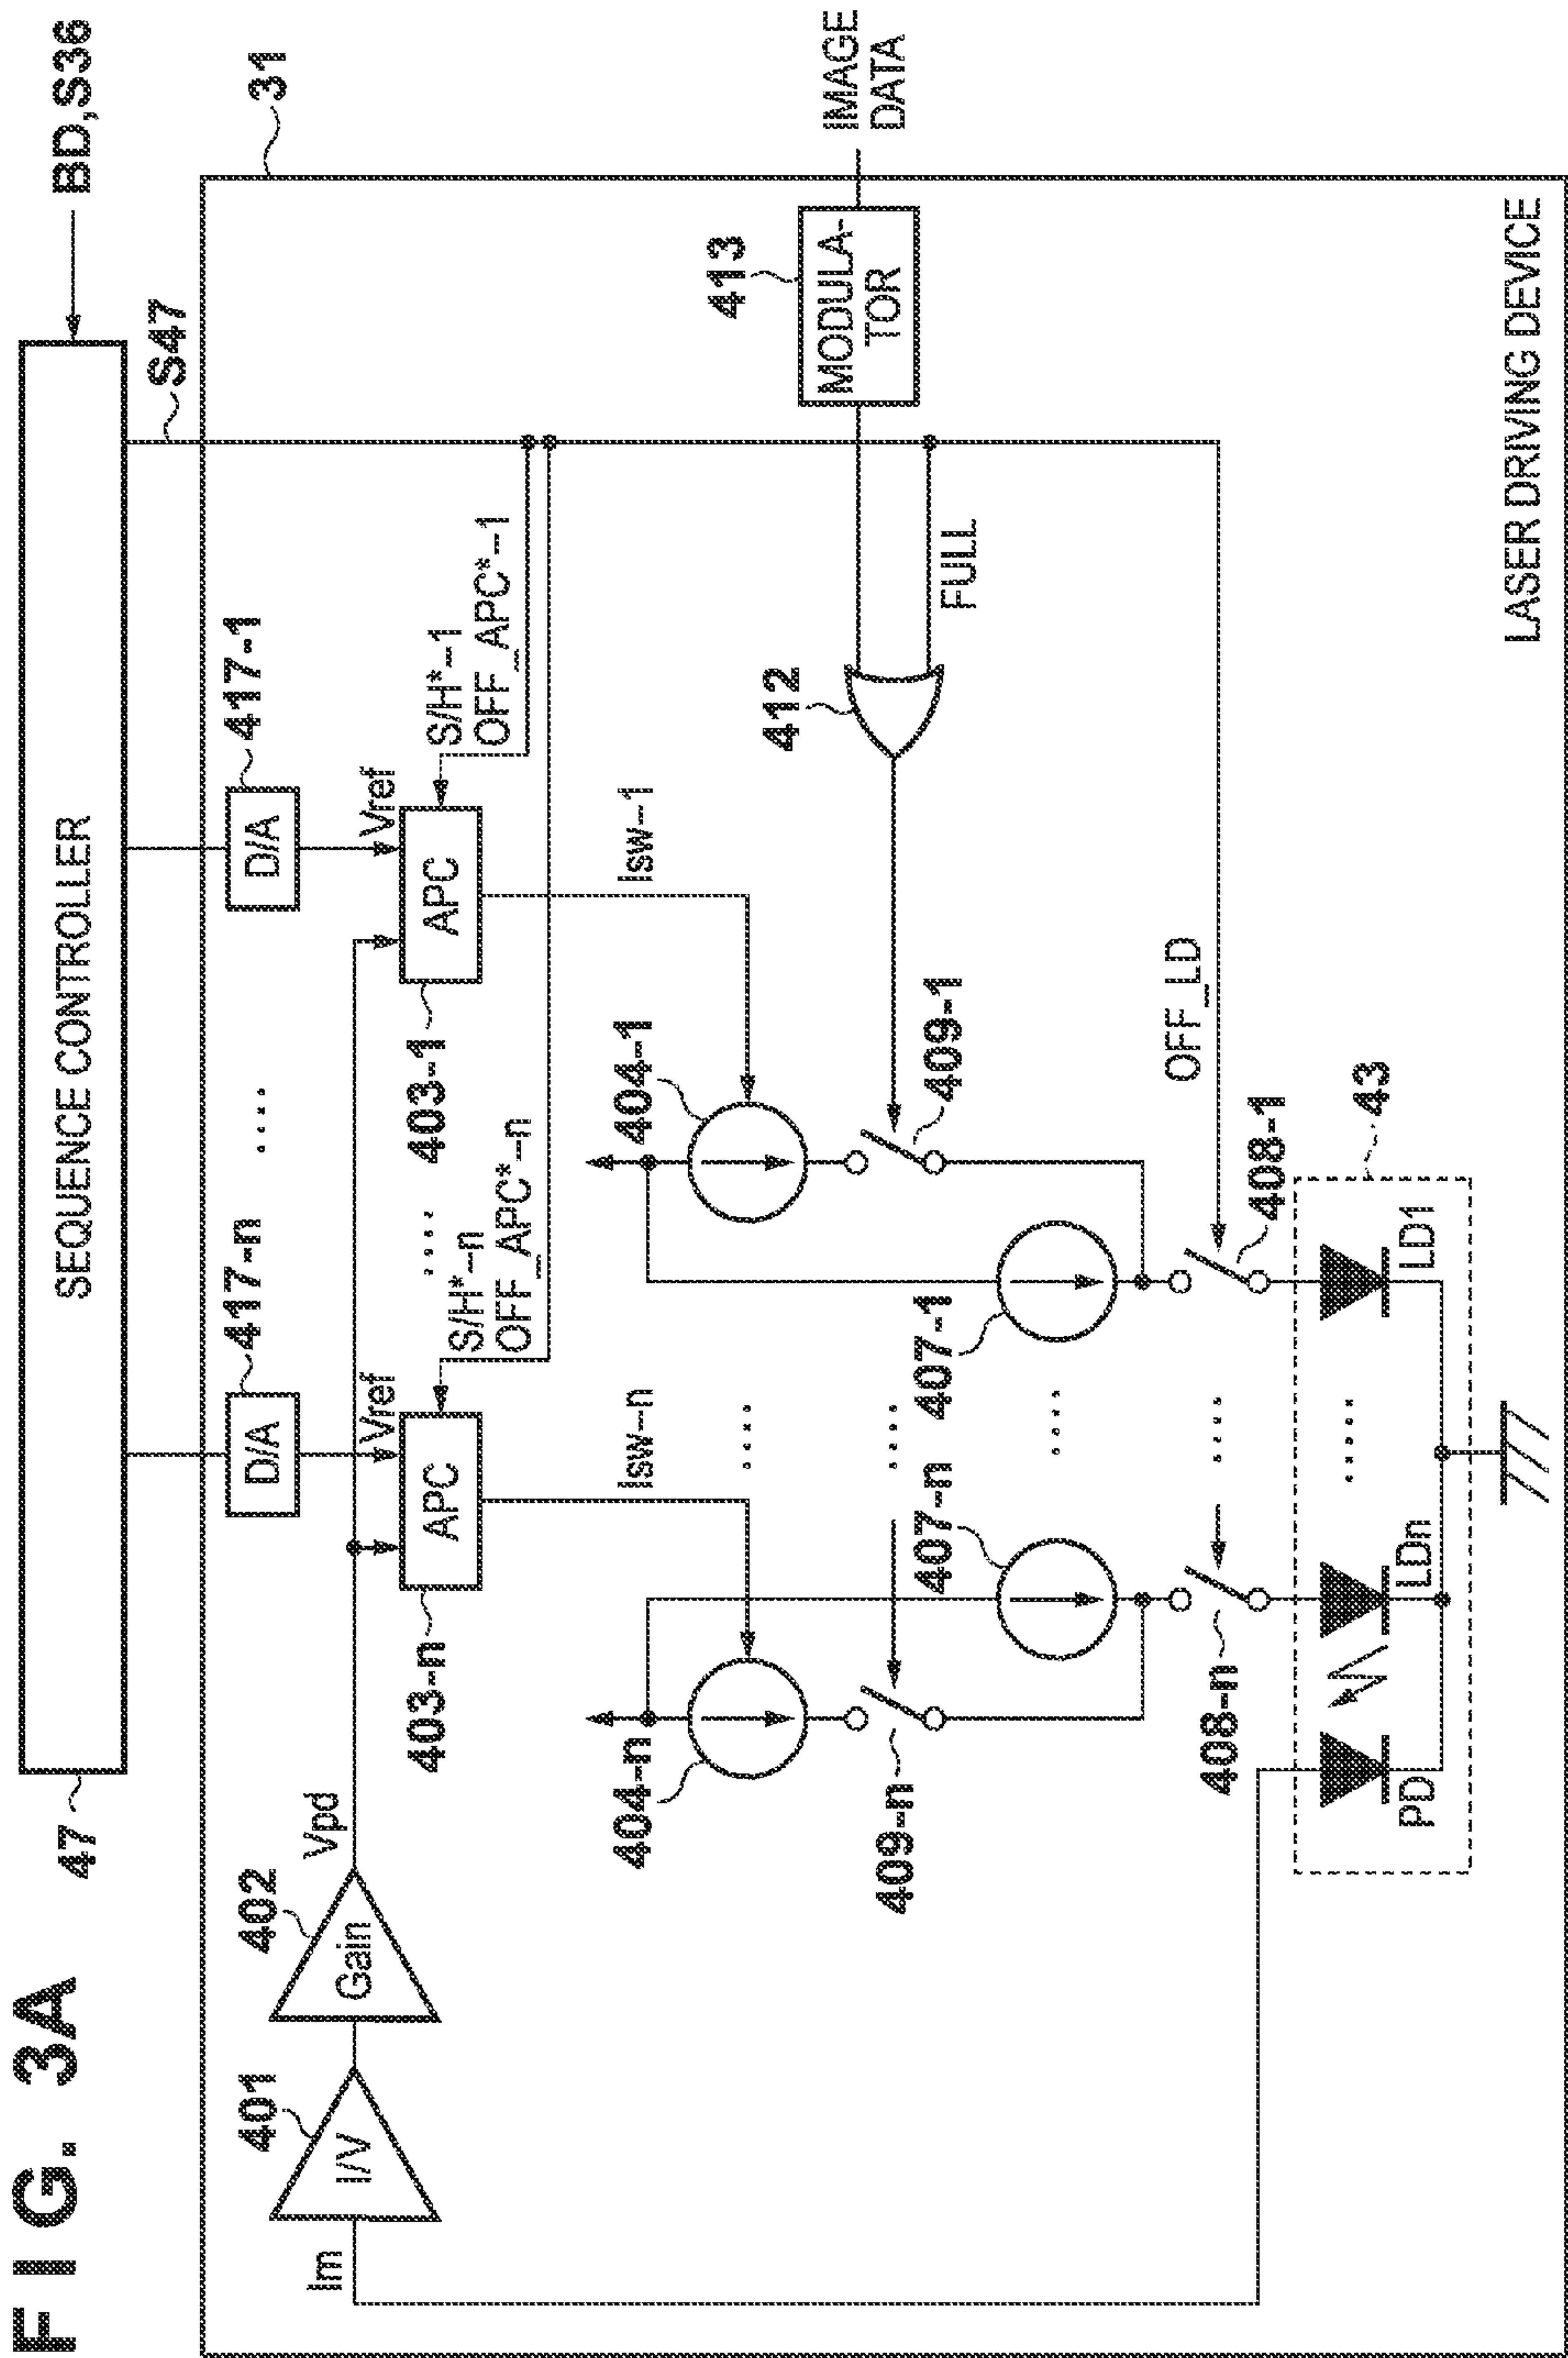 FIG. 3A
47
SEQUENCE CONTROLLER
BD,S36
S47
31
401
I/V
Im
402
Gain
Vpd
417-n
D/A
Vref
....
417-1
D/A
Vref
403-n
APC
S/H*-n
OFF_APC*-n
....
403-1
APC
S/H*-1
OFF_APC*-1
Isw-n
Isw-1
404-n
....
404-1
412
413
MODULA-
TOR
IMAGE
DATA
FULL
409-n
....
409-1
407-n
....
407-1
OFF_LD
408-n
....
408-1
43
PD
LDn
.....
LD1
LASER DRIVING DEVICE